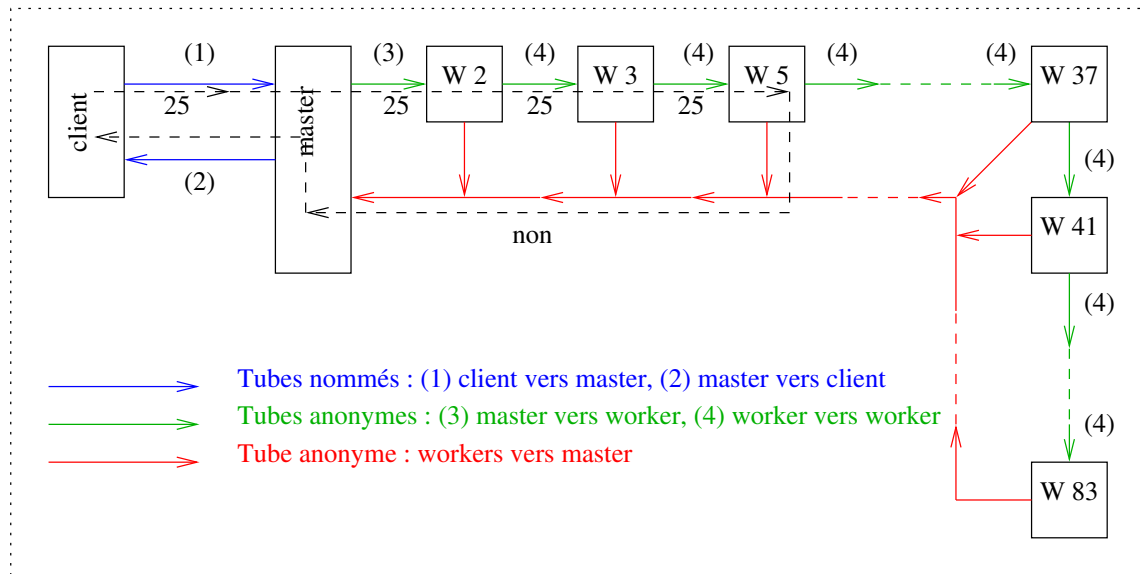 (1)
(3)
(4)
(4)
(4)
(4)
W 2
W 3
W 5
W 37
client
25
master
25
25
25
(4)
(2)
W 41
non
(4)
Tubes nommés : (1) client vers master, (2) master vers client
Tubes anonymes : (3) master vers worker, (4) worker vers worker
(4)
Tube anonyme : workers vers master
W 83